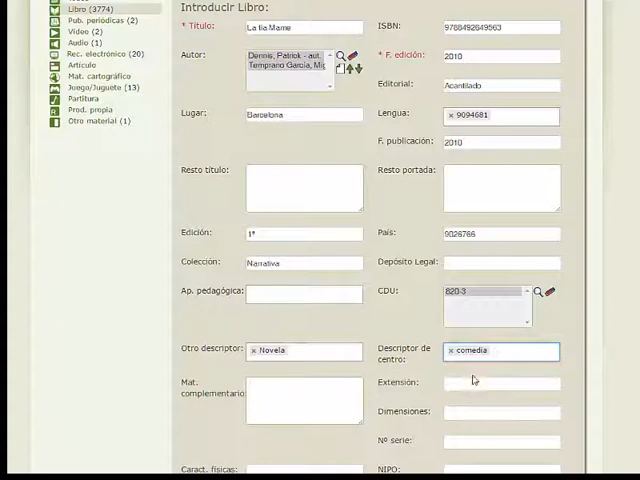 Libro (3774)
Pub. periódicas (2)
Vídeo (2)
Audio (1)
Rec. electrónico (20)
Artículo
Mat. cartográfico
Juego/Juguete (13)
Partitura
Prod. propia
Otro material (1)
Introducir Libro:
* Título: La tía Mame
ISBN: 9788492649563
Autor: Dennis, Patrick - aut.
Temprano García, Mig
* F. edición: 2010
Editorial: Acantilado
Lugar: Barcelona
Lengua: × 9094681
F. publicación: 2010
Resto título:
Resto portada:
Edición: 1ª
País: 9026766
Colección: Narrativa
Depósito Legal:
Ap. pedagógica:
CDU: 820-3
Otro descriptor: × Novela
Descriptor de centro: × comedia
Mat. complementario:
Extensión:
Dimensiones:
Nº serie:
Caract. físicas:
NIPO: